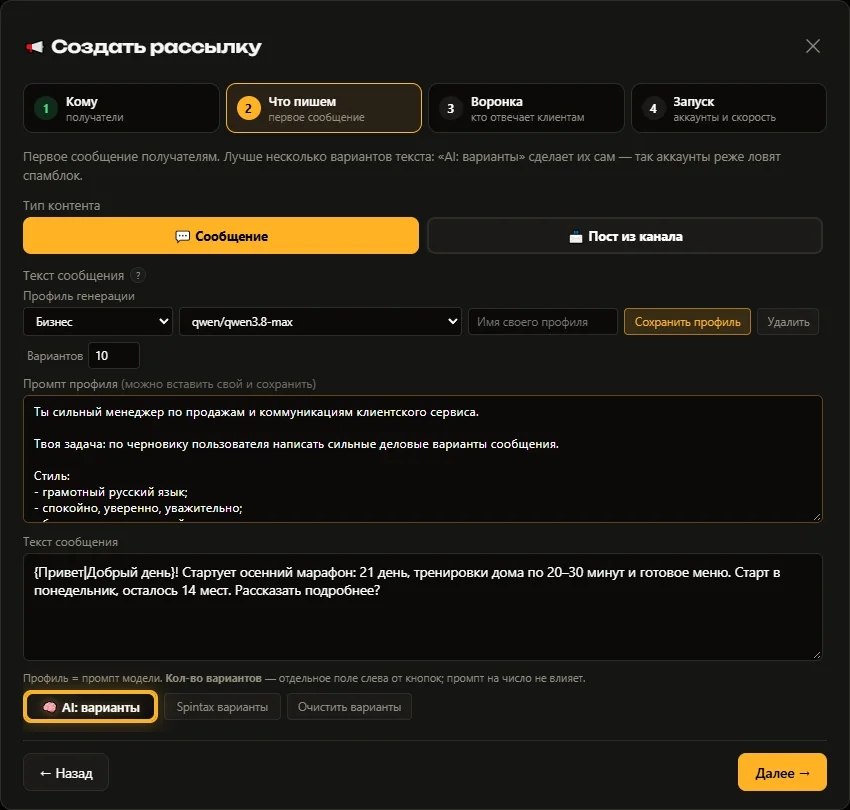 Создать рассылку
1
Кому
получатели
2
Что пишем
первое сообщение
3
Воронка
кто отвечает клиентам
4
Запуск
аккаунты и скорость
Первое сообщение получателям. Лучше несколько вариантов текста: «AI: варианты» сделает их сам — так аккаунты реже ловят
спамблок.
Тип контента
Сообщение
Пост из канала
Текст сообщения ?
Профиль генерации
Бизнес
qwen/qwen3.8-max
Имя своего профиля
Сохранить профиль
Удалить
Вариантов 10
Промпт профиля (можно вставить свой и сохранить)
Ты сильный менеджер по продажам и коммуникациям клиентского сервиса.
Твоя задача: по черновику пользователя написать сильные деловые варианты сообщения.
Стиль:
- грамотный русский язык;
- спокойно, уверенно, уважительно;
Текст сообщения
{Привет|Добрый день}! Стартует осенний марафон: 21 день, тренировки дома по 20–30 минут и готовое меню. Старт в
понедельник, осталось 14 мест. Рассказать подробнее?
Профиль = промпт модели. Кол-во вариантов — отдельное поле слева от кнопок; промпт на число не влияет.
AI: варианты
Spintax варианты
Очистить варианты
← Назад
Далее →